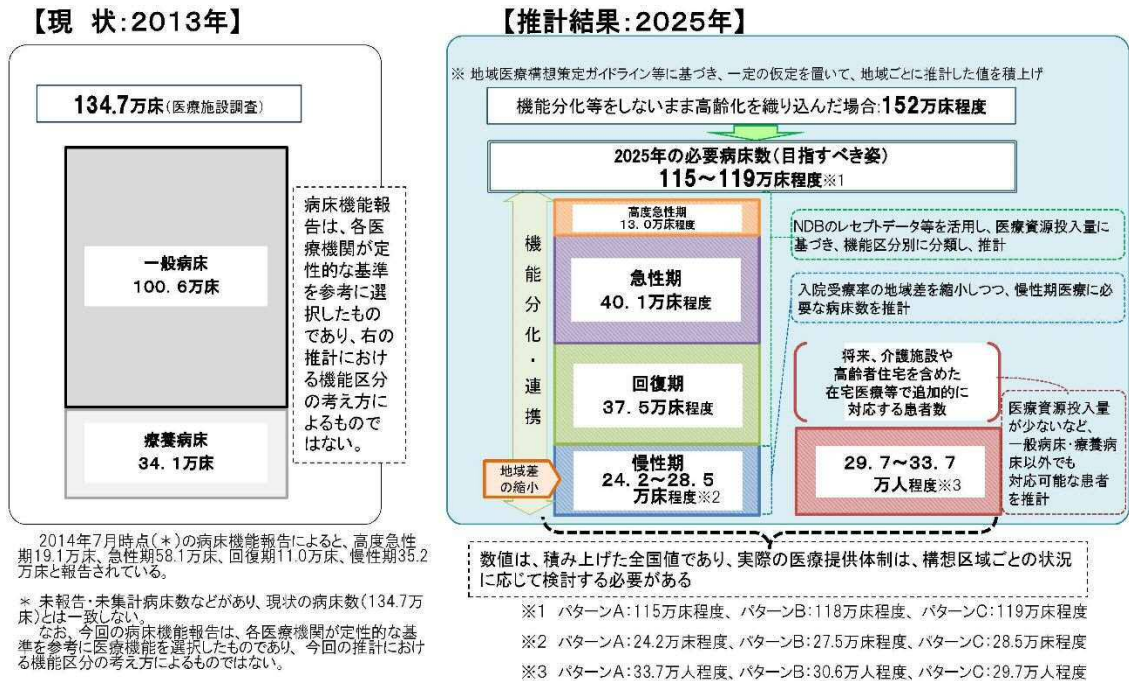 【現 状:2013年】
134.7万床(医療施設調査)
一般病床
100.6万床
療養病床
34.1万床
病床機能報
告は、各医
療機関が定
性的な基準
を参考に選
択したもの
であり、右の
推計におけ
る機能区分
の考え方に
よるもので
はない。
2014年7月時点(*)の病床機能報告によると、高度急性
期19.1万床、急性期58.1万床、回復期11.0万床、慢性期35.2
万床と報告されている。
* 未報告・未集計病床数などがあり、現状の病床数(134.7万
床)とは一致しない。
なお、今回の病床機能報告は、各医療機関が定性的な基
準を参考に医療機能を選択したものであり、今回の推計におけ
る機能区分の考え方によるものではない。
【推計結果:2025年】
※ 地域医療構想策定ガイドライン等に基づき、一定の仮定を置いて、地域ごとに推計した値を積上げ
機能分化等をしないまま高齢化を織り込んだ場合:152万床程度
2025年の必要病床数(目指すべき姿)
115~119万床程度※1
機能分化・連携
地域差
の縮小
高度急性期
13.0万床程度
急性期
40.1万床程度
回復期
37.5万床程度
慢性期
24.2~28.5
万床程度※2
NDBのレセプトデータ等を活用し、医療資源投入量に
基づき、機能区分別に分類し、推計
入院受療率の地域差を縮小しつつ、慢性期医療に必
要な病床数を推計
将来、介護施設や
高齢者住宅を含めた
在宅医療等で追加的に
対応する患者数
29.7~33.7
万人程度※3
医療資源投入量
が少ないなど、
一般病床・療養病
床以外でも
対応可能な患者
を推計
数値は、積み上げた全国値であり、実際の医療提供体制は、構想区域ごとの状況
に応じて検討する必要がある
※1 パターンA:115万床程度、パターンB:118万床程度、パターンC:119万床程度
※2 パターンA:24.2万床程度、パターンB:27.5万床程度、パターンC:28.5万床程度
※3 パターンA:33.7万人程度、パターンB:30.6万人程度、パターンC:29.7万人程度